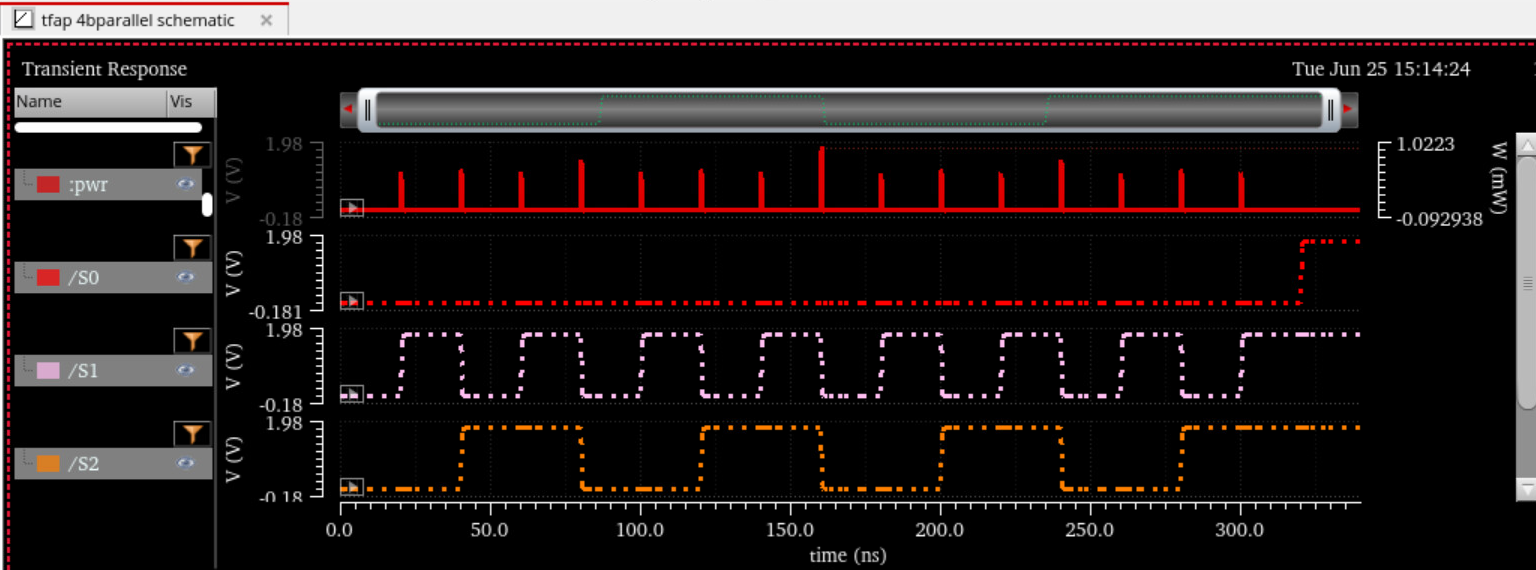 tfap 4bparallel schematic
Transient Response
Tue Jun 25 15:14:24
Name Vis
:pwr
V (V)
1.98
-0.18
1.0223
-0.092938
W (mW)
/S0
V (V)
1.98
-0.181
/S1
V (V)
1.98
-0.18
/S2
V (V)
1.98
-0.18
0.0 50.0 100.0 150.0 200.0 250.0 300.0
time (ns)